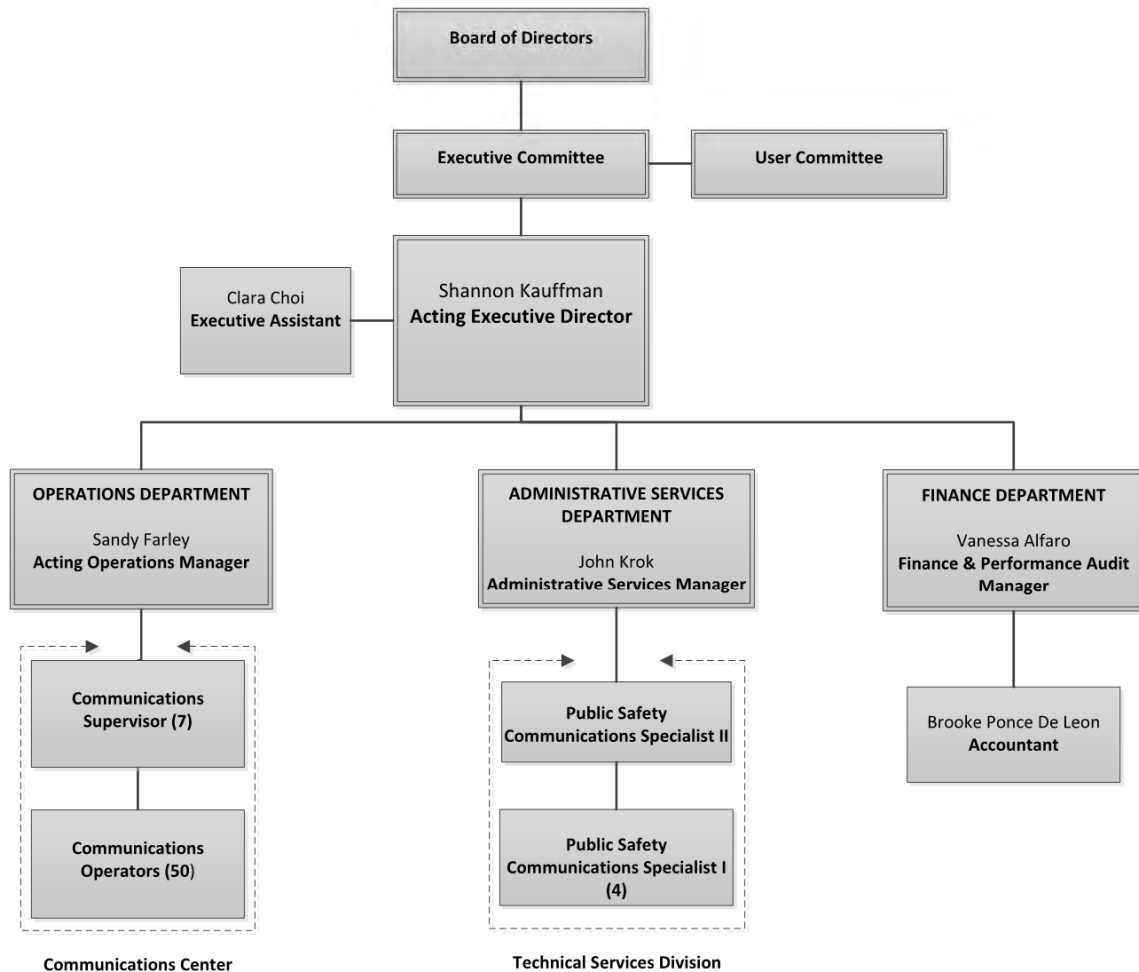 Board of Directors
Executive Committee
User Committee
Clara Choi
Executive Assistant
Shannon Kauffman
Acting Executive Director
OPERATIONS DEPARTMENT
Sandy Farley
Acting Operations Manager
ADMINISTRATIVE SERVICES
DEPARTMENT
John Krok
Administrative Services Manager
FINANCE DEPARTMENT
Vanessa Alfaro
Finance & Performance Audit
Manager
Communications
Supervisor (7)
Communications
Operators (50)
Public Safety
Communications Specialist II
Public Safety
Communications Specialist I
(4)
Brooke Ponce De Leon
Accountant
Communications Center
Technical Services Division